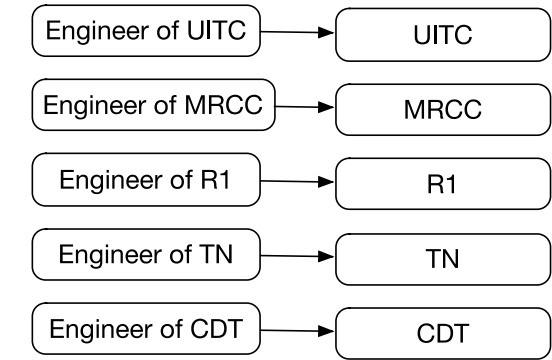 Engineer of UITC
UITC
Engineer of MRCC
MRCC
Engineer of R1
R1
Engineer of TN
TN
Engineer of CDT
CDT